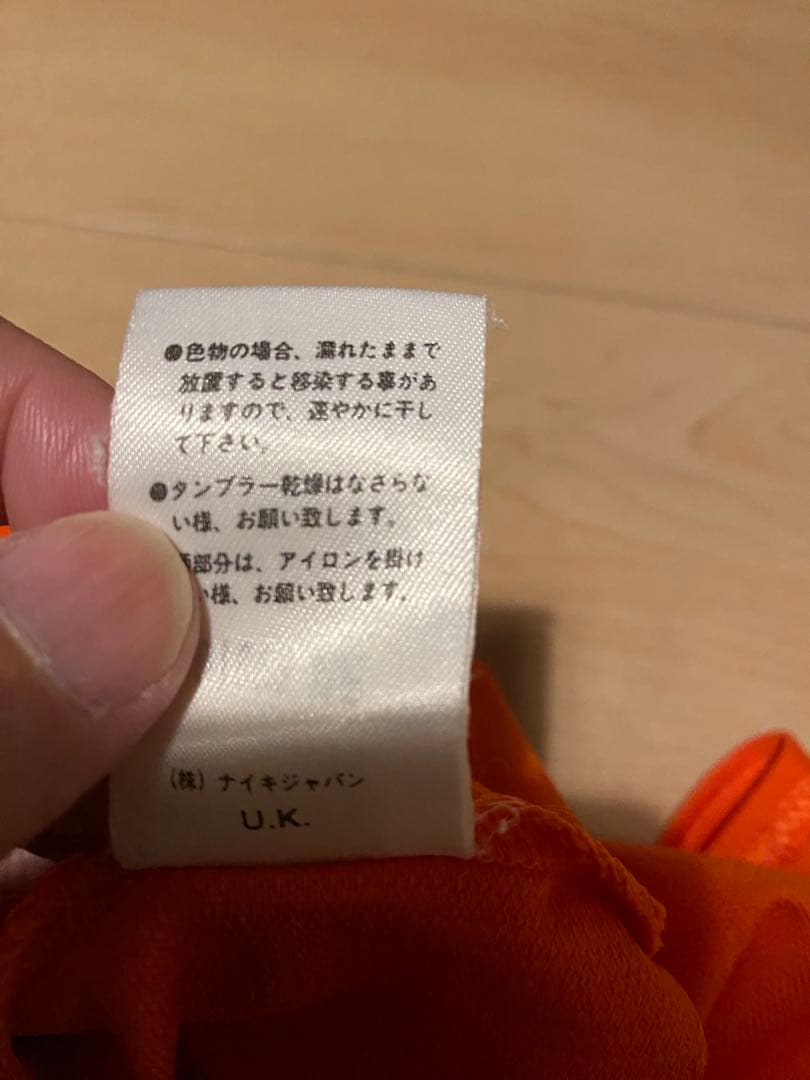 ●色物の場合、濡れたままで
放置すると移染する事があ
りますので、速やかに干し
て下さい。
●タンブラー乾燥はなさらな
い様、お願い致します。
部分は、アイロンを掛け
い様、お願い致します。
(株) ナイキジャパン
U.K.